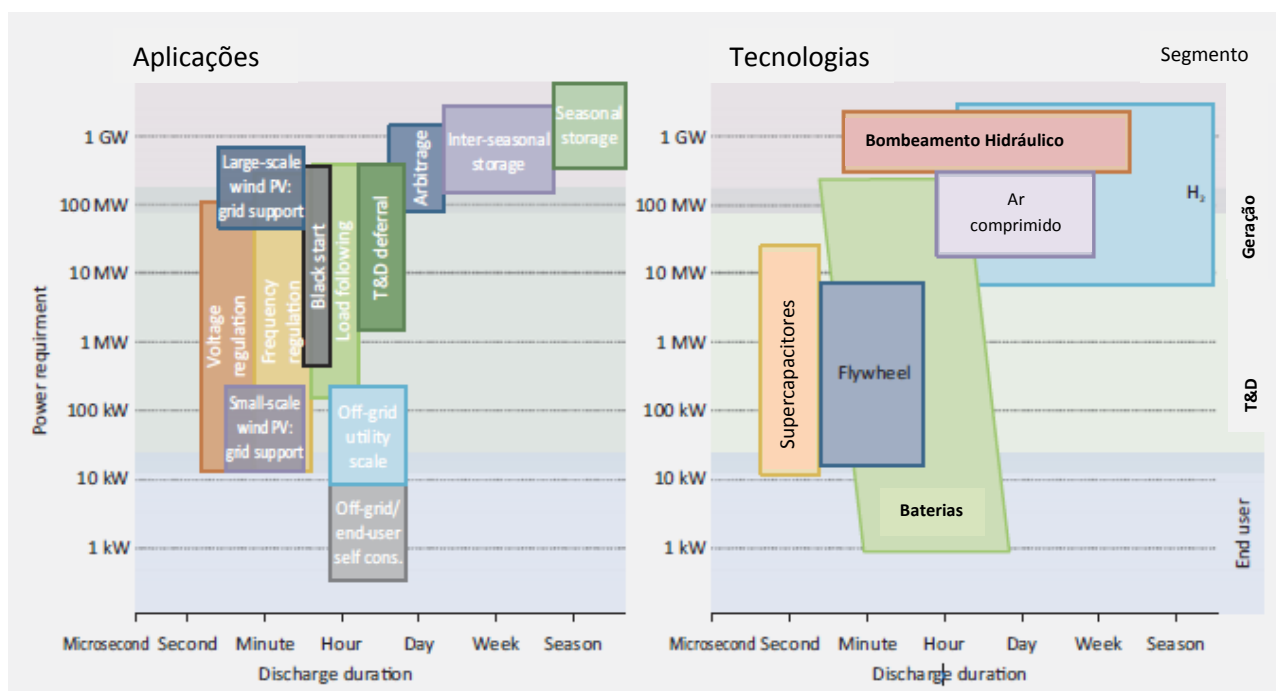 Aplicações
Power requirment
1 GW
100 MW
10 MW
1 MW
100 kW
10 kW
1 kW
Large-scale
wind PV:
grid support
Voltage
regulation
Frequency
regulation
Small-scale
wind PV:
grid support
Black start
Load following
T&D deferral
Arbitrage
Inter-seasonal
storage
Seasonal
storage
Off-grid
utility
scale
Off-grid/
end-user
self cons.
Microsecond Second Minute Hour Day Week Season
Discharge duration
Tecnologias
Segmento
1 GW
100 MW
10 MW
1 MW
100 kW
10 kW
1 kW
Bombeamento Hidráulico
Ar
comprimido
H₂
Supercapacitores
Flywheel
Baterias
Geração
T&D
End user
Microsecond Second Minute Hour Day Week Season
Discharge duration